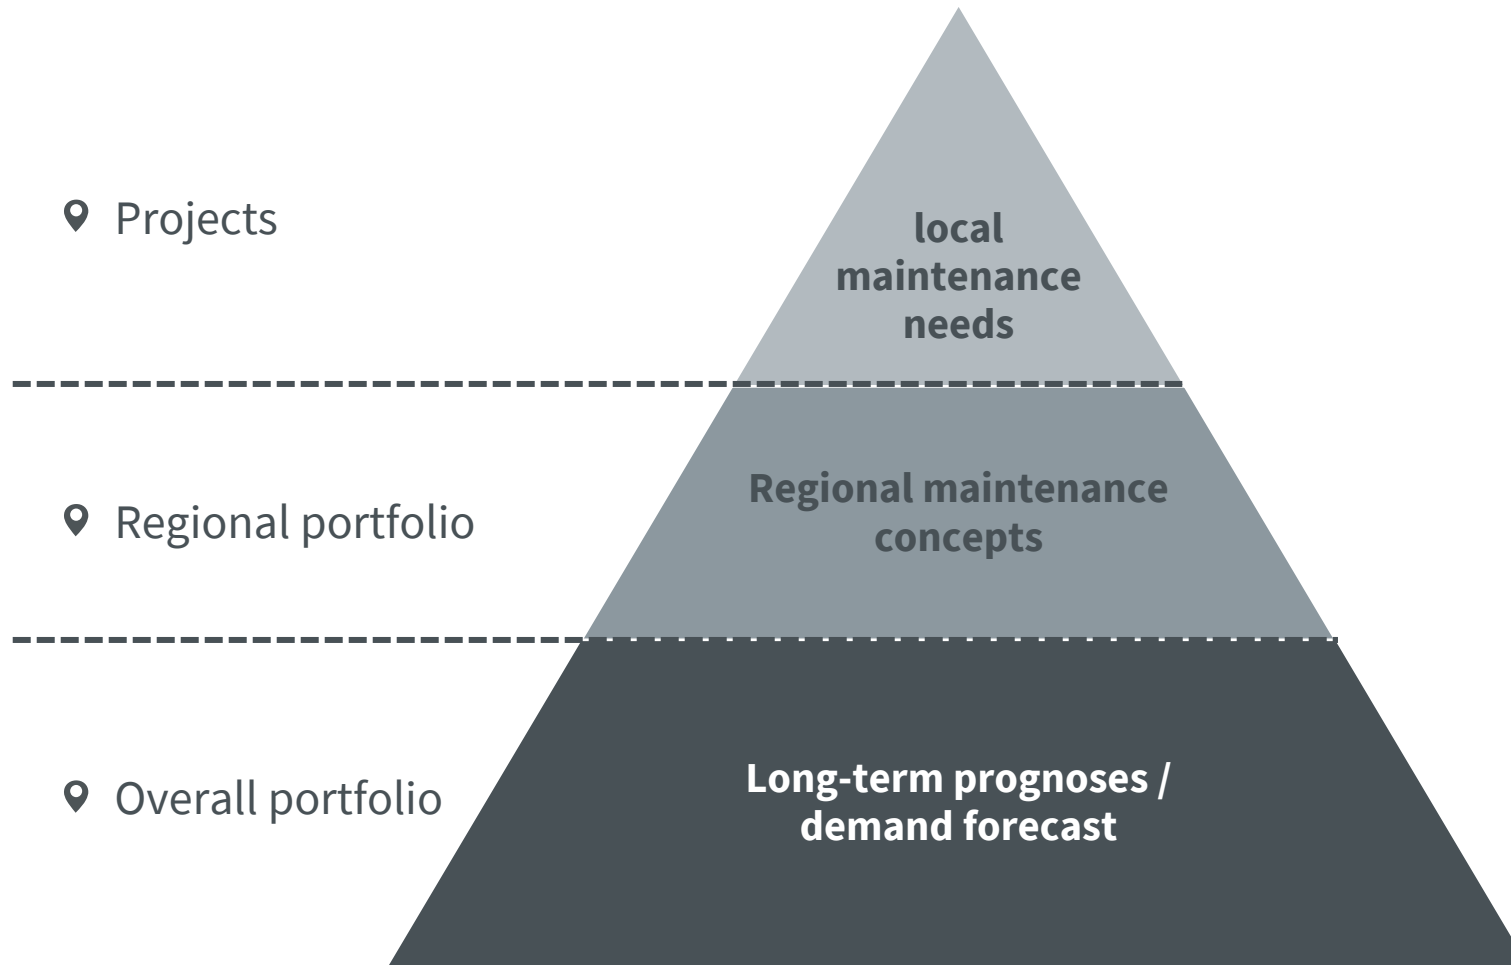 Projects
local
maintenance
needs
Regional portfolio
Regional maintenance
concepts
Overall portfolio
Long-term prognoses /
demand forecast